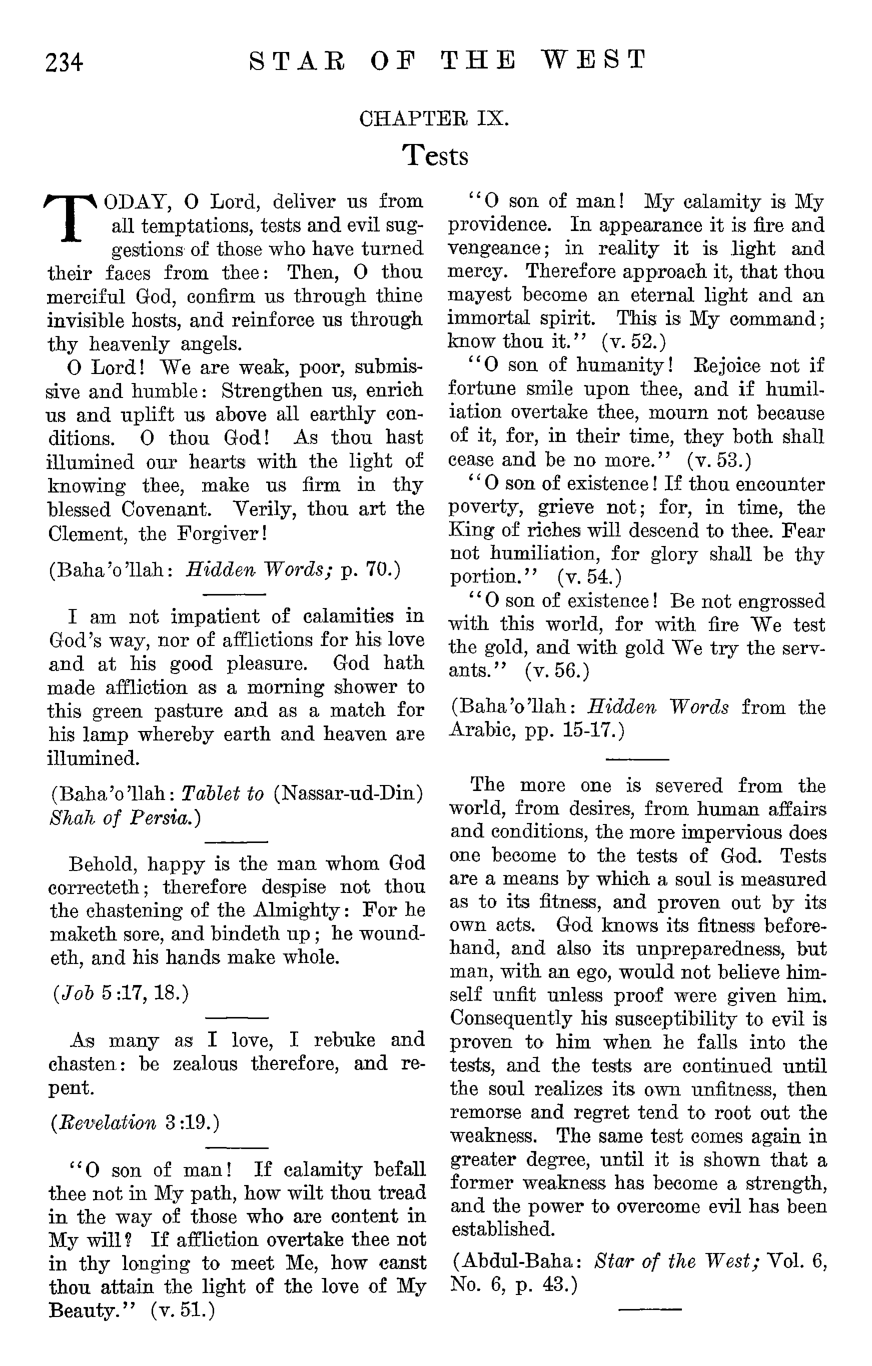 234 STAR OF THE WEST
CHAPTER IX.
Tests
TODAY, O Lord, deliver us from
all temptations, tests and evil sug-
gestions of those who have turned
their faces from thee: Then, O thou
merciful God, confirm us through thine
invisible hosts, and reinforce us through
thy heavenly angels.
O Lord! We are weak, poor, submis-
sive and humble: Strengthen us, enrich
us and uplift us above all earthly con-
ditions. O thou God! As thou hast
illumined our hearts with the light of
knowing thee, make us firm in thy
blessed Covenant. Verily, thou art the
Clement, the Forgiver!
(Baha'o'llah: Hidden Words; p. 70.)
I am not impatient of calamities in
God's way, nor of afflictions for his love
and at his good pleasure. God hath
made affliction as a morning shower to
this green pasture and as a match for
his lamp whereby earth and heaven are
illumined.
(Baha'o'llah: Tablet to (Nassar-ud-Din)
Shah of Persia.)
Behold, happy is the man whom God
correcteth; therefore despise not thou
the chastening of the Almighty: For he
maketh sore, and bindeth up; he wound-
eth, and his hands make whole.
(Job 5:17, 18.)
As many as I love, I rebuke and
chasten: be zealous therefore, and re-
pent.
(Revelation 3:19.)
"O son of man! If calamity befall
thee not in My path, how wilt thou tread
in the way of those who are content in
My will? If affliction overtake thee not
in thy longing to meet Me, how canst
thou attain the light of the love of My
Beauty." (v. 51.)
"O son of man! My calamity is My
providence. In appearance it is fire and
vengeance; in reality it is light and
mercy. Therefore approach it, that thou
mayest become an eternal light and an
immortal spirit. This is My command;
know thou it." (v. 52.)
"O son of humanity! Rejoice not if
fortune smile upon thee, and if humil-
iation overtake thee, mourn not because
of it, for, in their time, they both shall
cease and be no more." (v. 53.)
"O son of existence! If thou encounter
poverty, grieve not; for, in time, the
King of riches will descend to thee. Fear
not humiliation, for glory shall be thy
portion." (v. 54.)
"O son of existence! Be not engrossed
with this world, for with fire We test
the gold, and with gold We try the serv-
ants." (v. 56.)
(Baha'o'llah: Hidden Words from the
Arabic, pp. 15-17.)
The more one is severed from the
world, from desires, from human affairs
and conditions, the more impervious does
one become to the tests of God. Tests
are a means by which a soul is measured
as to its fitness, and proven out by its
own acts. God knows its fitness before-
hand, and also its unpreparedness, but
man, with an ego, would not believe him-
self unfit unless proof were given him.
Consequently his susceptibility to evil is
proven to him when he falls into the
tests, and the tests are continued until
the soul realizes its own unfitness, then
remorse and regret tend to root out the
weakness. The same test comes again in
greater degree, until it is shown that a
former weakness has become a strength,
and the power to overcome evil has been
established.
(Abdul-Baha: Star of the West; Vol. 6,
No. 6, p. 43.)